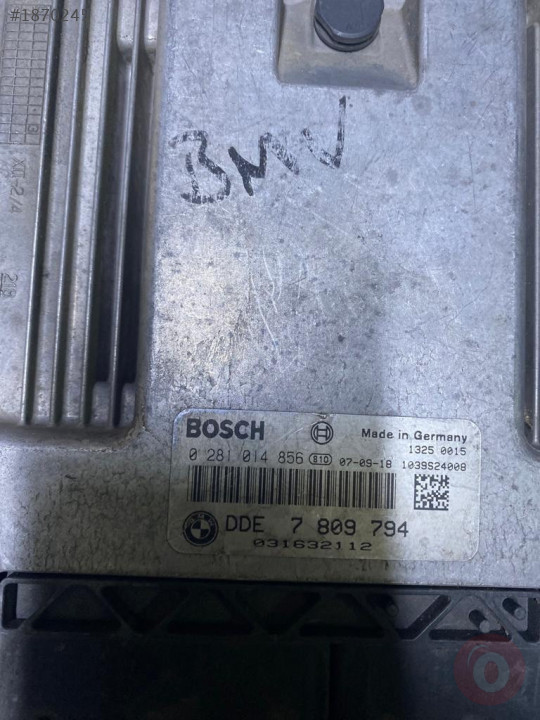 #1870245
BMW
BOSCH
Made in Germany
1325 0015
0 281 014 856 810 07-09-18 1039S24008
DDE 7 809 794
031632112